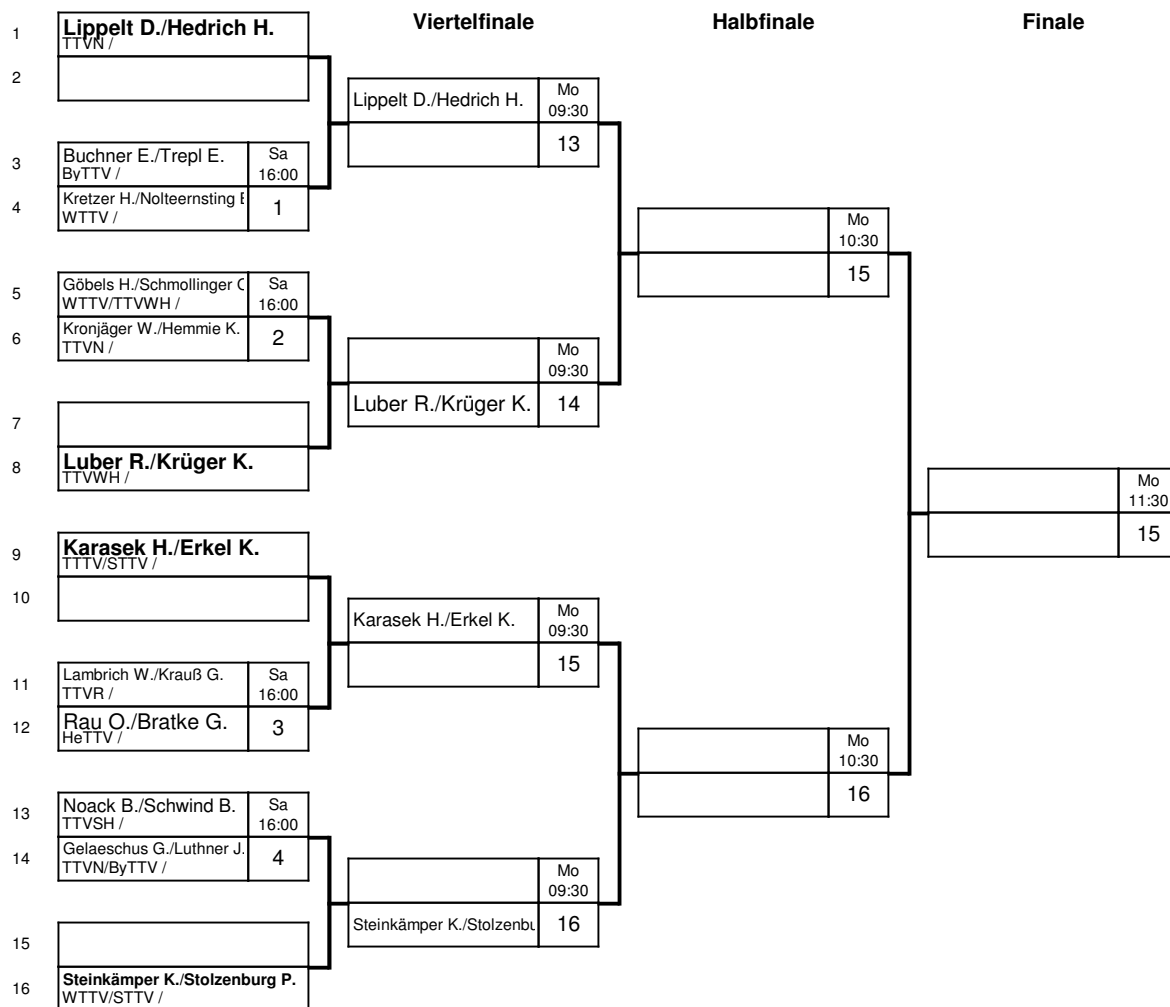 Viertelfinale
Halbfinale
Finale
1
Lippelt D./Hedrich H.
TTVN /
2
3
Buchner E./Trepl E.
ByTTV /
Sa
16:00
4
Kretzer H./Nolteernsting
WTTV /
1
5
Göbels H./Schmollinger
WTTV/TTVWH /
Sa
16:00
6
Kronjäger W./Hemmie K.
TTVN /
2
7
8
Luber R./Krüger K.
TTVWH /
9
Karasek H./Erkel K.
TTTV/STTV /
10
11
Lambrich W./Krauß G.
TTVR /
Sa
16:00
12
Rau O./Bratke G.
HeTTV /
3
13
Noack B./Schwind B.
TTVSH /
Sa
16:00
14
Gelaeschus G./Luthner J.
TTVN/ByTTV /
4
15
16
Steinkämper K./Stolzenburg P.
WTTV/STTV /
Lippelt D./Hedrich H.
Mo
09:30
13
Mo
09:30
Luber R./Krüger K.
14
Karasek H./Erkel K.
Mo
09:30
15
Mo
09:30
Steinkämper K./Stolzenbu
16
Mo
10:30
15
Mo
10:30
16
Mo
11:30
15